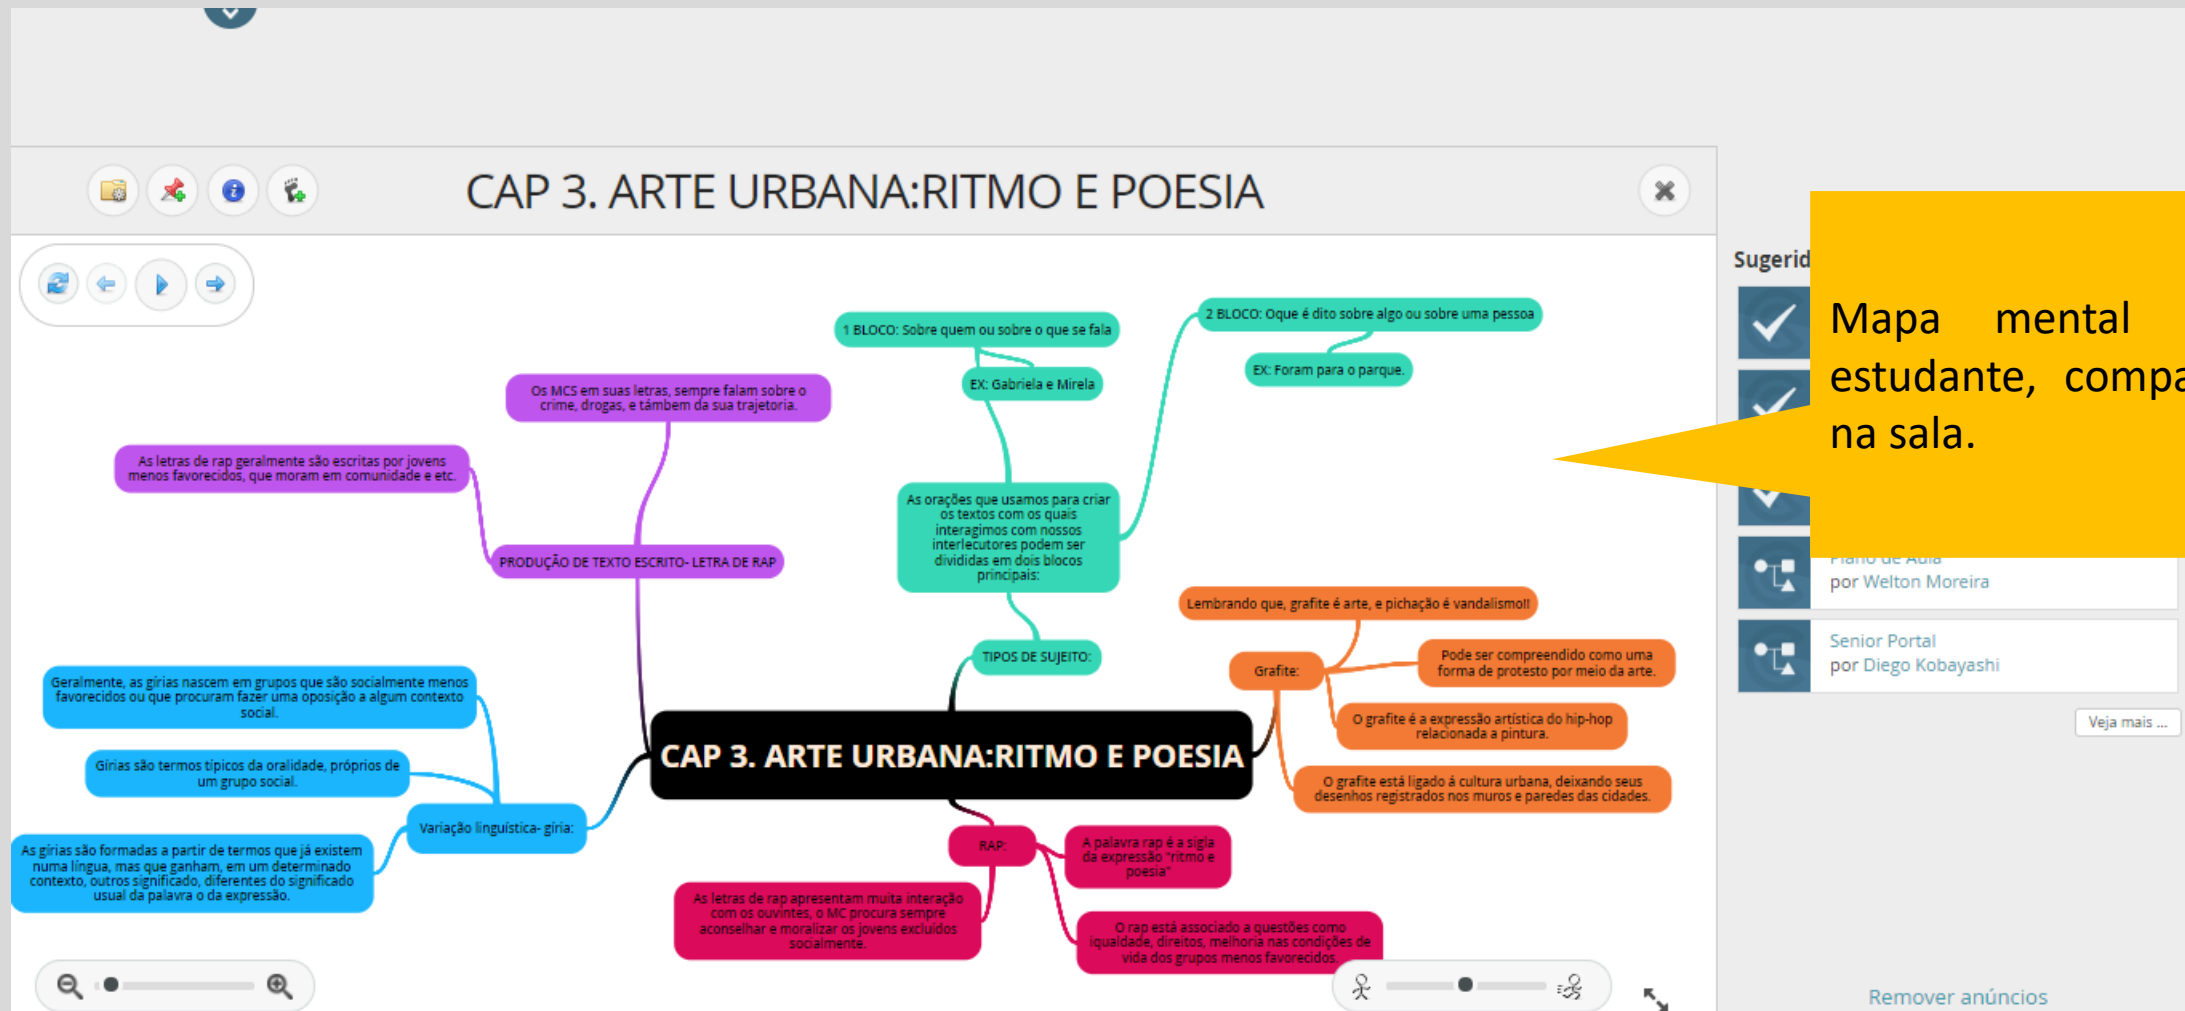 CAP 3. ARTE URBANA:RITMO E POESIA
Sugerid
Mapa mental
estudante, compa
na sala.
Plano de Aula
por Welton Moreira
Senior Portal
por Diego Kobayashi
Veja mais ...
Remover anúncios
1 BLOCO: Sobre quem ou sobre o que se fala
EX: Gabriela e Mirela
2 BLOCO: Oque é dito sobre algo ou sobre uma pessoa
EX: Foram para o parque.
As orações que usamos para criar
os textos com os quais
interagimos com nossos
interlecutores podem ser
divididas em dois blocos
principais:
TIPOS DE SUJEITO:
Os MCS em suas letras, sempre falam sobre o
crime, drogas, e támbem da sua trajetoria.
As letras de rap geralmente são escritas por jovens
menos favorecidos, que moram em comunidade e etc.
PRODUÇÃO DE TEXTO ESCRITO- LETRA DE RAP
Lembrando que, grafite é arte, e pichação é vandalismo!!
Grafite:
Pode ser compreendido como uma
forma de protesto por meio da arte.
O grafite é a expressão artística do hip-hop
relacionada a pintura.
O grafite está ligado á cultura urbana, deixando seus
desenhos registrados nos muros e paredes das cidades.
Geralmente, as gírias nascem em grupos que são socialmente menos
favorecidos ou que procuram fazer uma oposição a algum contexto
social.
Gírias são termos típicos da oralidade, próprios de
um grupo social.
Variação linguística- gíria:
As gírias são formadas a partir de termos que já existem
numa língua, mas que ganham, em um determinado
contexto, outros significado, diferentes do significado
usual da palavra o da expressão.
CAP 3. ARTE URBANA:RITMO E POESIA
RAP:
A palavra rap é a sigla
da expressão "ritmo e
poesia"
As letras de rap apresentam muita interação
com os ouvintes, o MC procura sempre
aconselhar e moralizar os jovens excluídos
socialmente.
O rap está associado a questões como
iqualdade, direitos, melhoria nas condições de
vida dos grupos menos favorecidos.